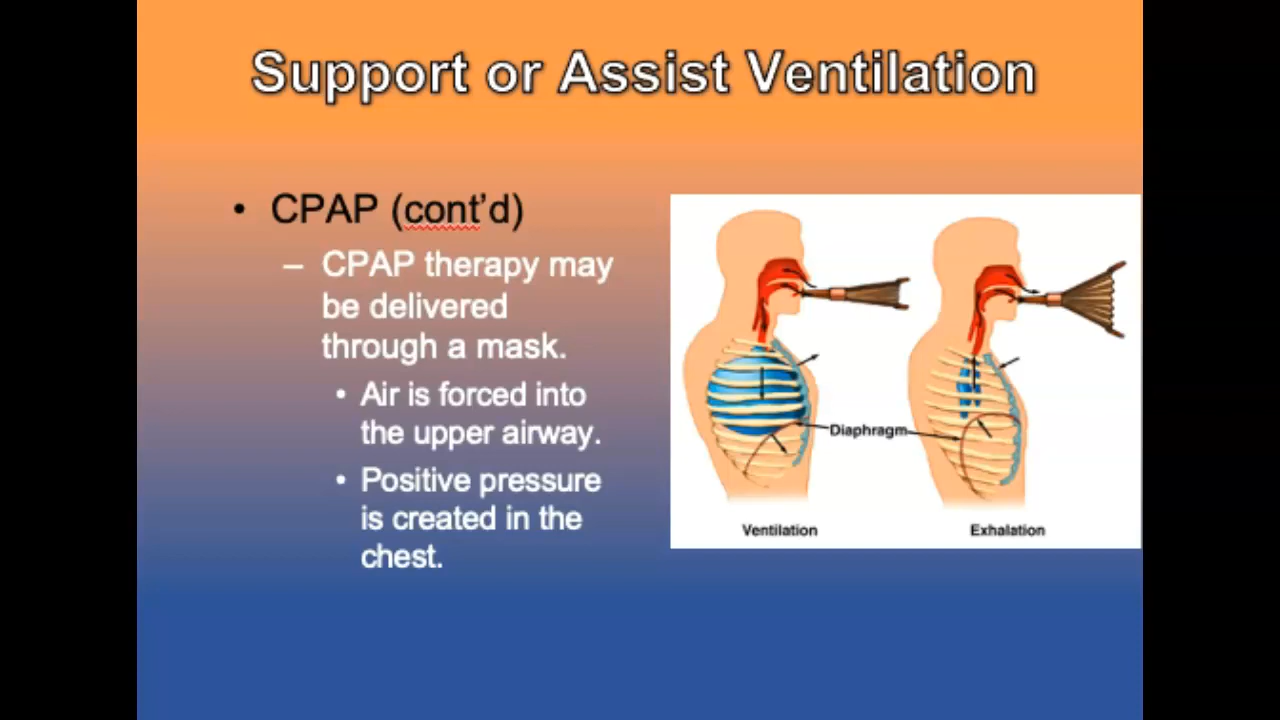 Support or Assist Ventilation
• CPAP (cont’d)
– CPAP therapy may
be delivered
through a mask.
• Air is forced into
the upper airway.
• Positive pressure
is created in the
chest.
Diaphragm
Ventilation
Exhalation